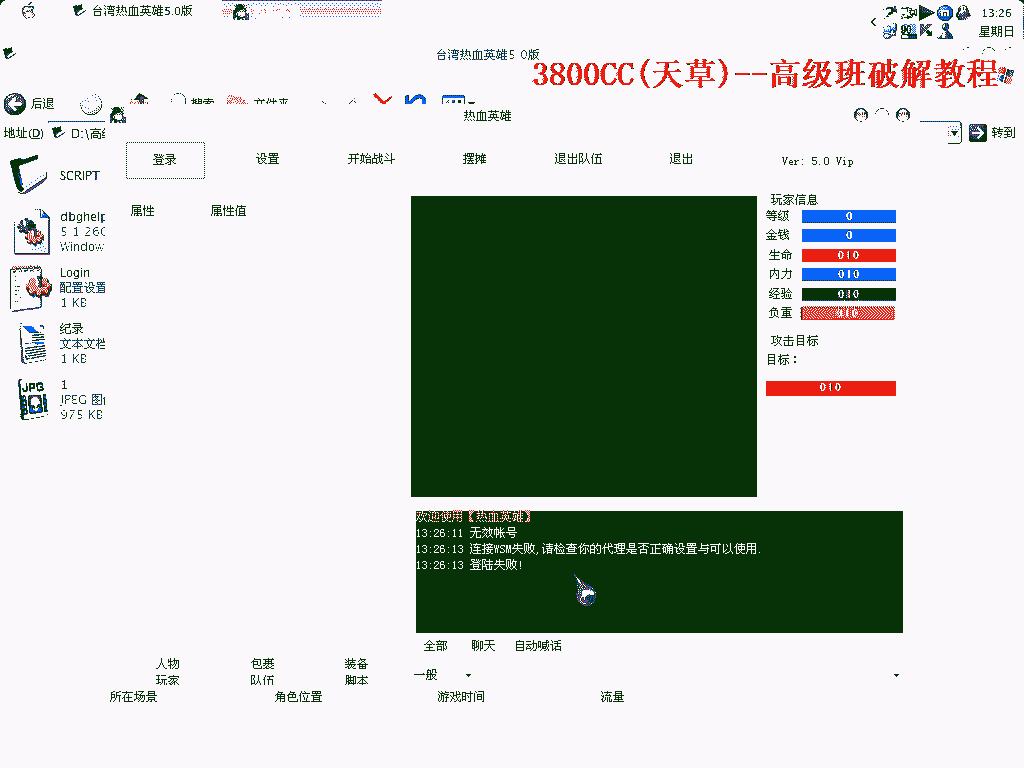 台湾热血英雄5.0版
13:26
星期日
台湾热血英雄5.0版
3800CC(天草)--高级班破解教程
后退
搜索
文件夹
热血英雄
地址(D)
D:\高
转到
登录
设置
开始战斗
摆摊
退出队伍
退出
Ver: 5.0 Vip
SCRIPT
属性
属性值
玩家信息
等级 0
金钱 0
生命 0|0
内力 0|0
经验 0|0
负重 0|0
攻击目标
目标：
0|0
dbghelp
Window
Login
配置设置
1 KB
纪录
文本文档
1 KB
1
JPEG
975 KB
欢迎使用【热血英雄】
13:26:11 无效帐号
13:26:13 连接WSM失败,请检查你的代理是否正确设置与可以使用.
13:26:13 登陆失败!
全部
聊天
自动喊话
人物
包裹
装备
一般
玩家
队伍
脚本
所在场景
角色位置
游戏时间
流量